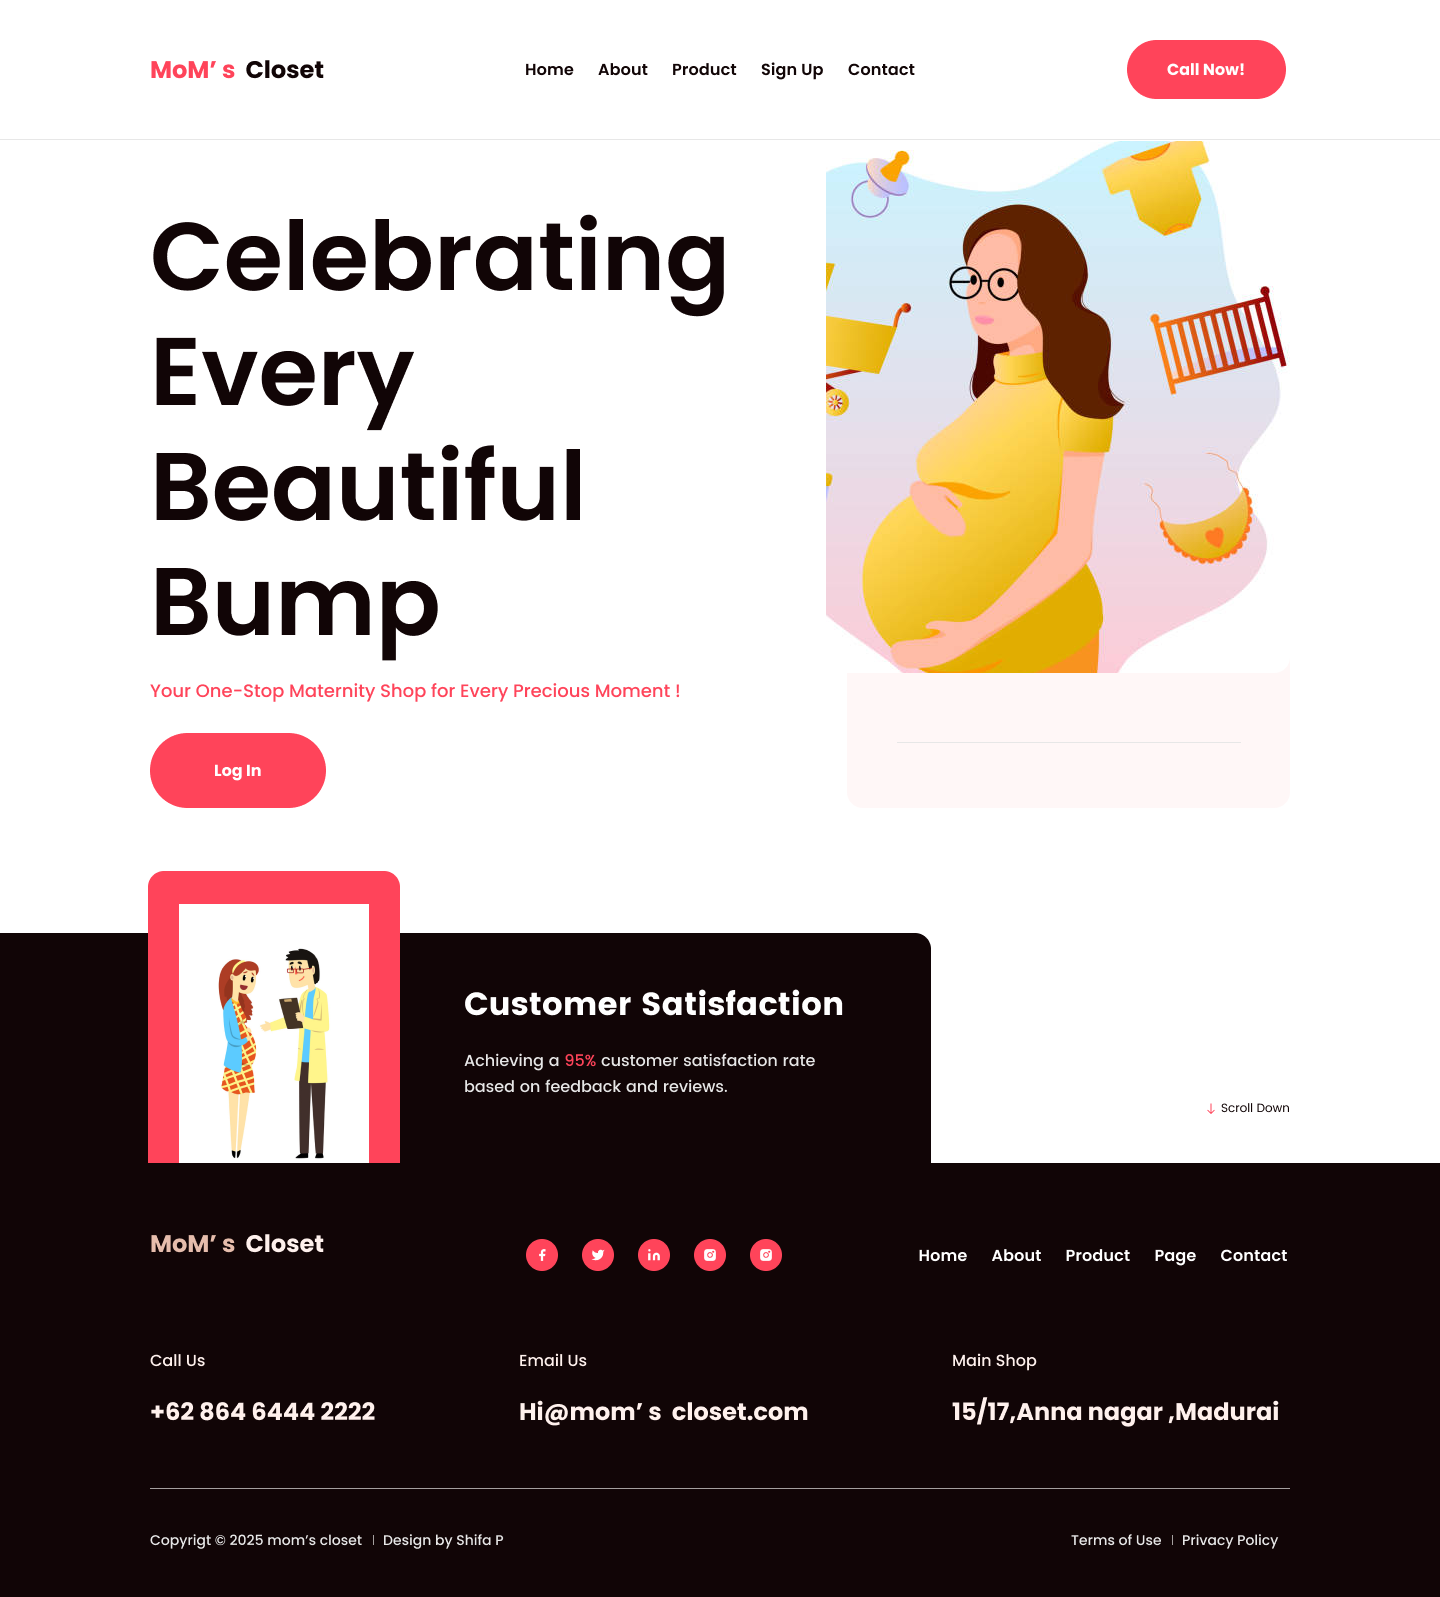 MoM’ s Closet
Home About Product Sign Up Contact
Call Now!
Celebrating
Every
Beautiful
Bump
Your One-Stop Maternity Shop for Every Precious Moment !
Log In
Customer Satisfaction
Achieving a 95% customer satisfaction rate
based on feedback and reviews.
Scroll Down
MoM’ s Closet
Home About Product Page Contact
Call Us
+62 864 6444 2222
Email Us
Hi@mom’ s closet.com
Main Shop
15/17,Anna nagar ,Madurai
Copyrigt © 2025 mom’s closet | Design by Shifa P
Terms of Use | Privacy Policy